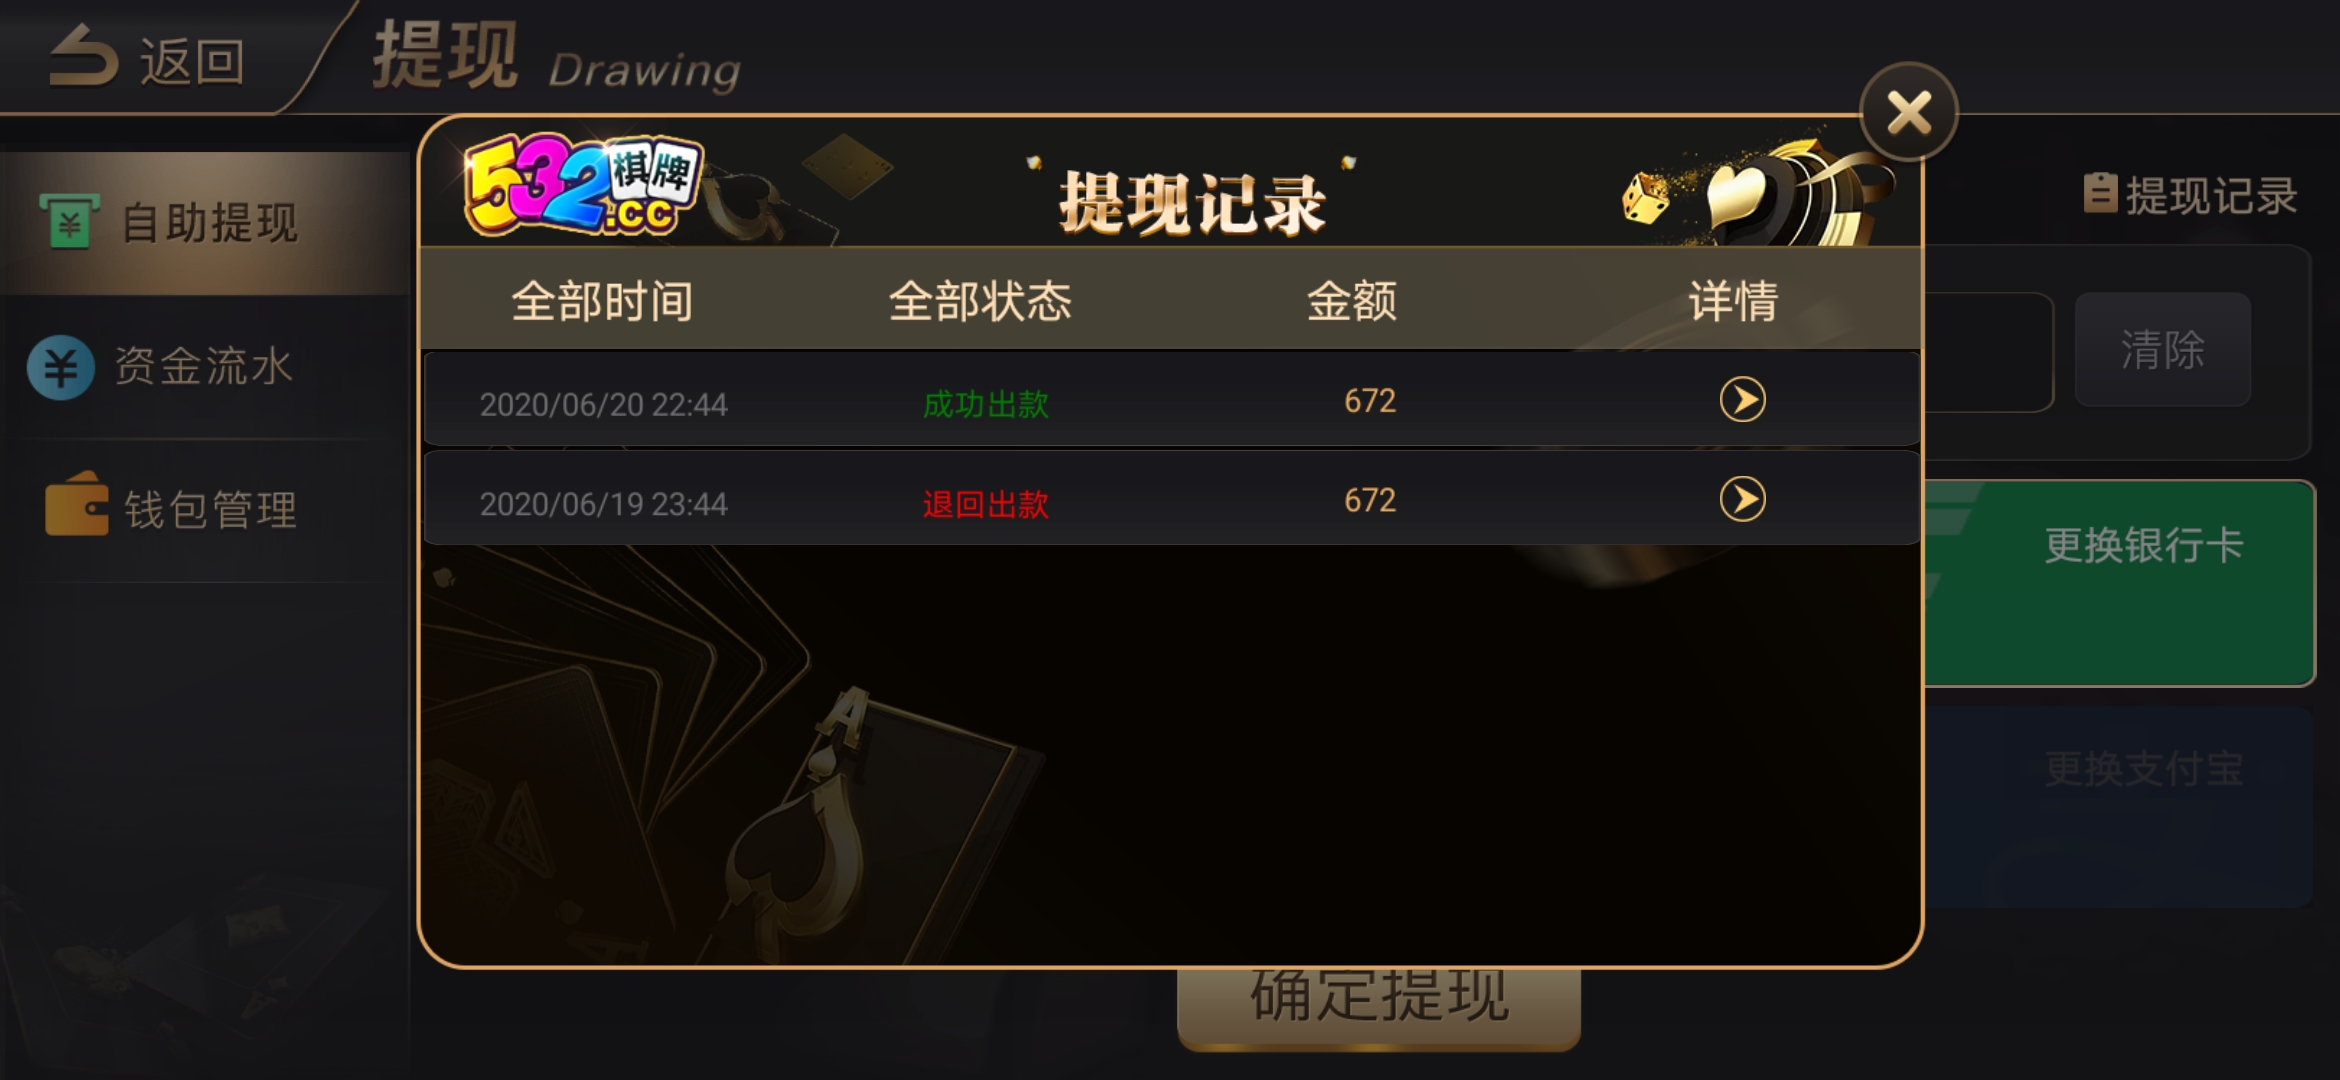 返回
提现 Drawing
532棋牌.CC
提现记录
自助提现
资金流水
钱包管理
提现记录
清除
更换银行卡
更换支付宝
全部时间 全部状态 金额 详情
2020/06/20 22:44 成功出款 672
2020/06/19 23:44 退回出款 672
A
确定提现